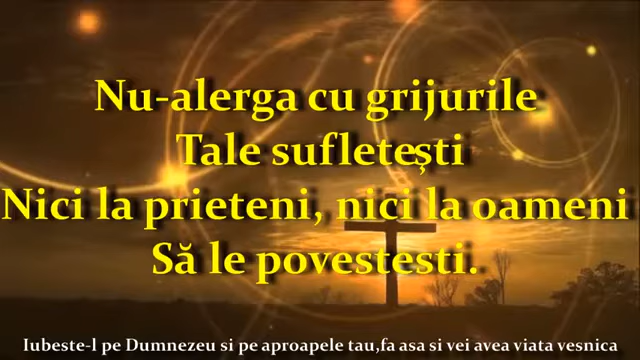 Nu-alerga cu grijurile
Tale sufletești
Nici la prieteni, nici la oameni
Să le povestesti.
Iubeste-l pe Dumnezeu si pe aproapele tau,fa asa si vei avea viata vesnica